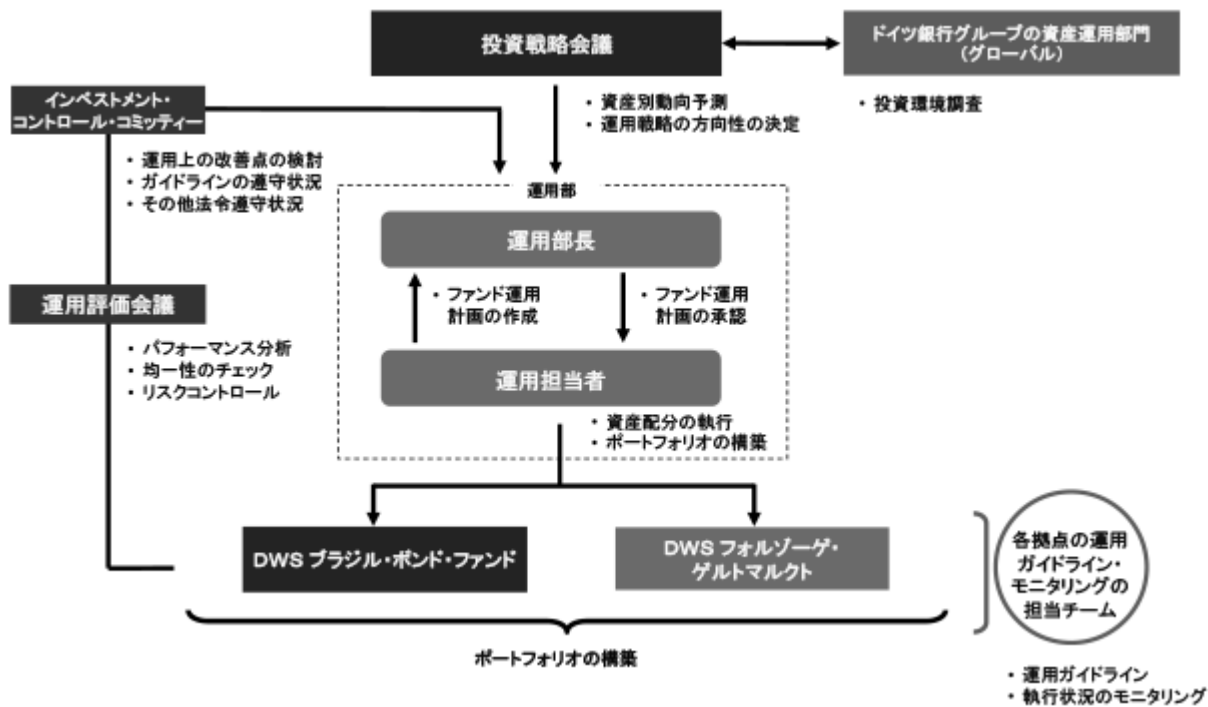 投資戦略会議
ドイツ銀行グループの資産運用部門
(グローバル)
・資産別動向予測
・運用戦略の方向性の決定
・投資環境調査
インベストメント・
コントロール・コミッティー
・運用上の改善点の検討
・ガイドラインの遵守状況
・その他法令遵守状況
運用部
運用部長
・ファンド運用
計画の作成
・ファンド運用
計画の承認
運用評価会議
・パフォーマンス分析
・均一性のチェック
・リスクコントロール
運用担当者
・資産配分の執行
・ポートフォリオの構築
DWS ブラジル・ボンド・ファンド
DWS フォルゾーゲ・
ゲルトマルクト
各拠点の運用
ガイドライン・
モニタリングの
担当チーム
ポートフォリオの構築
・運用ガイドライン
・執行状況のモニタリング